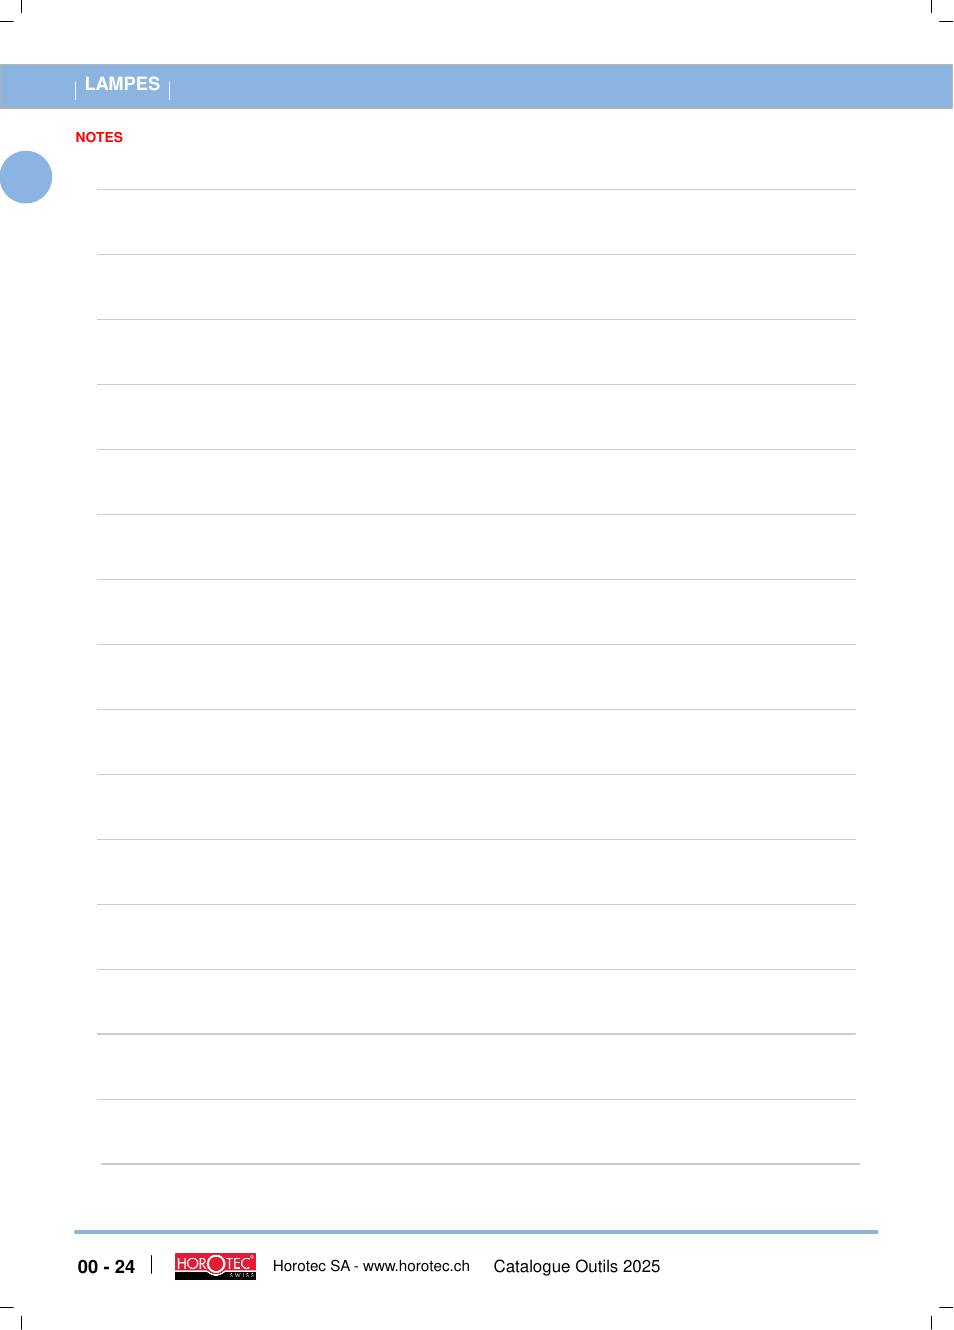 LAMPES
NOTES
00 - 24
HOROTEC®
SWISS
Horotec SA - www.horotec.ch Catalogue Outils 2025